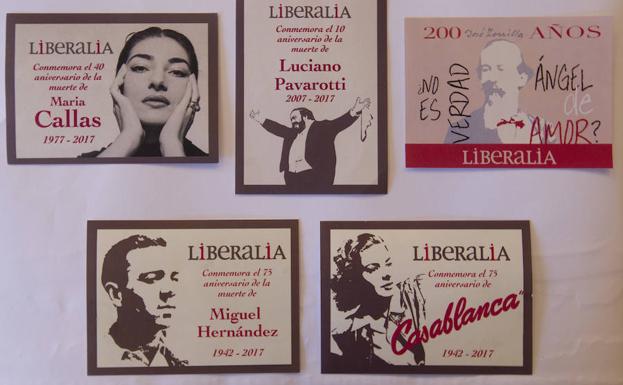 LiBERALiA
Conmemora el 40
aniversario de la
muerte de
Maria
Callas
1977 - 2017
LiBERALiA
Conmemora el 10
aniversario de la
muerte de
Luciano
Pavarotti
2007 - 2017
200 José Zorrilla AÑOS
¿NO
ES
VERDAD
ÁNGEL
de
AMOR?
LiBERALiA
LiBERALiA
Conmemora el 75
aniversario de la
muerte de
Miguel
Hernández
1942 - 2017
LiBERALiA
Conmemora el 75
aniversario de
"Casablanca"
1942 - 2017